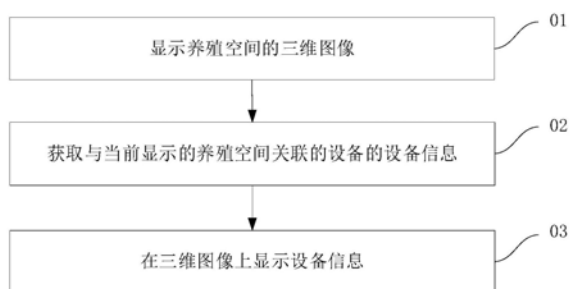 01
显示养殖空间的三维图像
02
获取与当前显示的养殖空间关联的设备的设备信息
03
在三维图像上显示设备信息